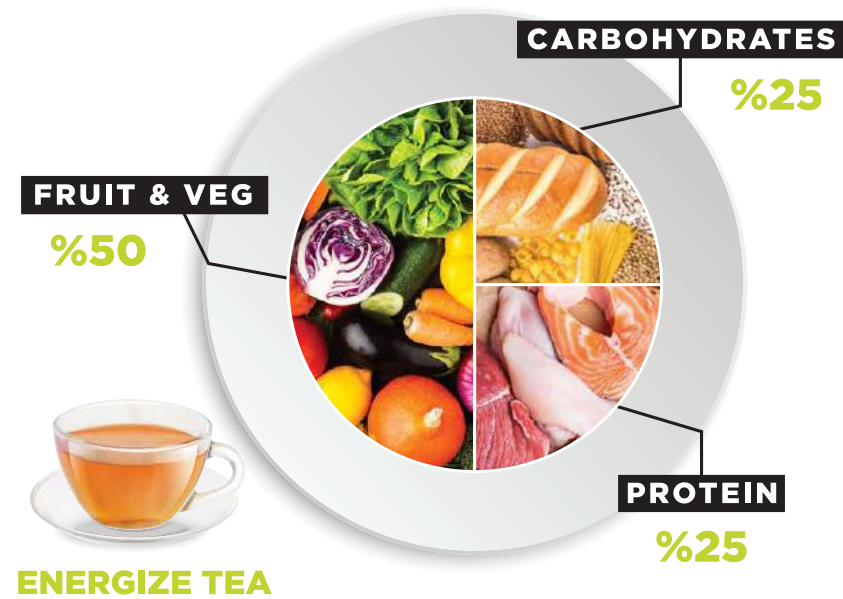 CARBOHYDRATES
%25
FRUIT & VEG
%50
PROTEIN
%25
ENERGIZE TEA